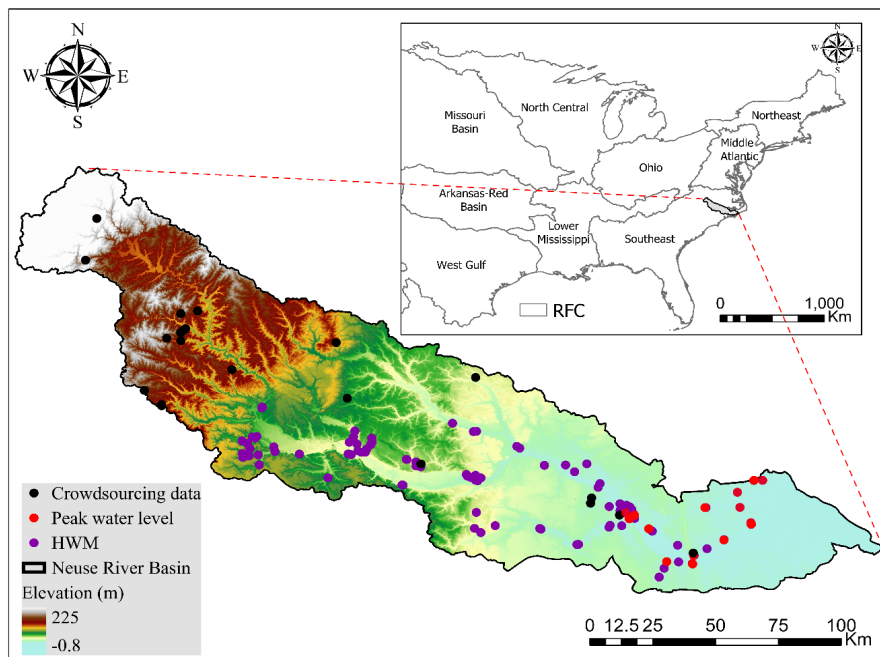 N
W E
S
N
W E
S
Missouri
Basin
North Central
Northeast
Middle
Atlantic
Ohio
Arkansas-Red
Basin
Lower
Mississippi
Southeast
West Gulf
RFC
0 1,000
Km
Crowdsourcing data
Peak water level
HWM
Neuse River Basin
Elevation (m)
225
-0.8
0 12.5 25 50 75 100
Km